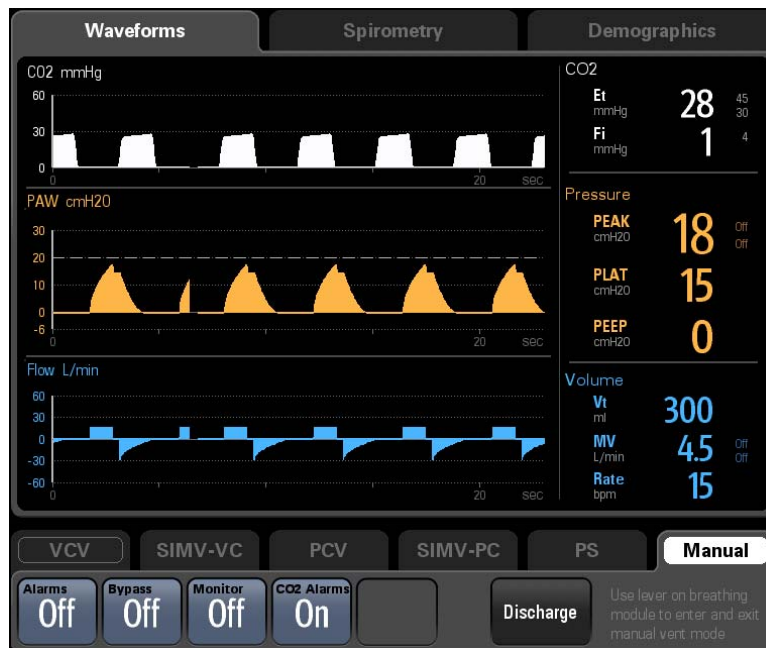 Waveforms Spirometry Demographics
CO2 mmHg
60
30
0
0 20 sec
PAW cmH20
30
20
10
0
-6
0 20 sec
Flow L/min
60
30
0
-30
-60
0 20 sec
CO2
Et
mmHg
28
45
30
Fi
mmHg
1
4
Pressure
PEAK
cmH20
18
Off
Off
PLAT
cmH20
15
PEEP
cmH20
0
Volume
Vt
ml
300
MV
L/min
4.5
Off
Off
Rate
bpm
15
VCV SIMV-VC PCV SIMV-PC PS Manual
Alarms
Off
Bypass
Off
Monitor
Off
CO2 Alarms
On
Discharge
Use lever on breathing
module to enter and exit
manual vent mode